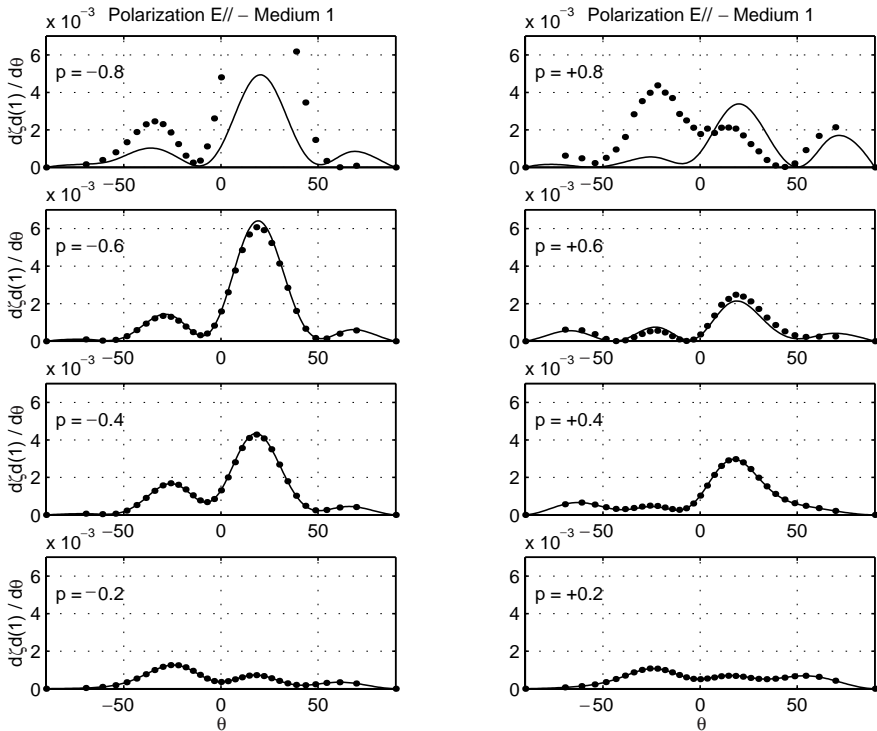 x 10⁻³ Polarization E// − Medium 1
6
4
2
0
p = −0.8
dζd(1) / dθ
−50 0 50
x 10⁻³
6
4
2
0
p = −0.6
dζd(1) / dθ
−50 0 50
x 10⁻³
6
4
2
0
p = −0.4
dζd(1) / dθ
−50 0 50
x 10⁻³
6
4
2
0
p = −0.2
dζd(1) / dθ
−50 0 50
θ
x 10⁻³ Polarization E// − Medium 1
6
4
2
0
p = +0.8
−50 0 50
x 10⁻³
6
4
2
0
p = +0.6
−50 0 50
x 10⁻³
6
4
2
0
p = +0.4
−50 0 50
x 10⁻³
6
4
2
0
p = +0.2
−50 0 50
θ